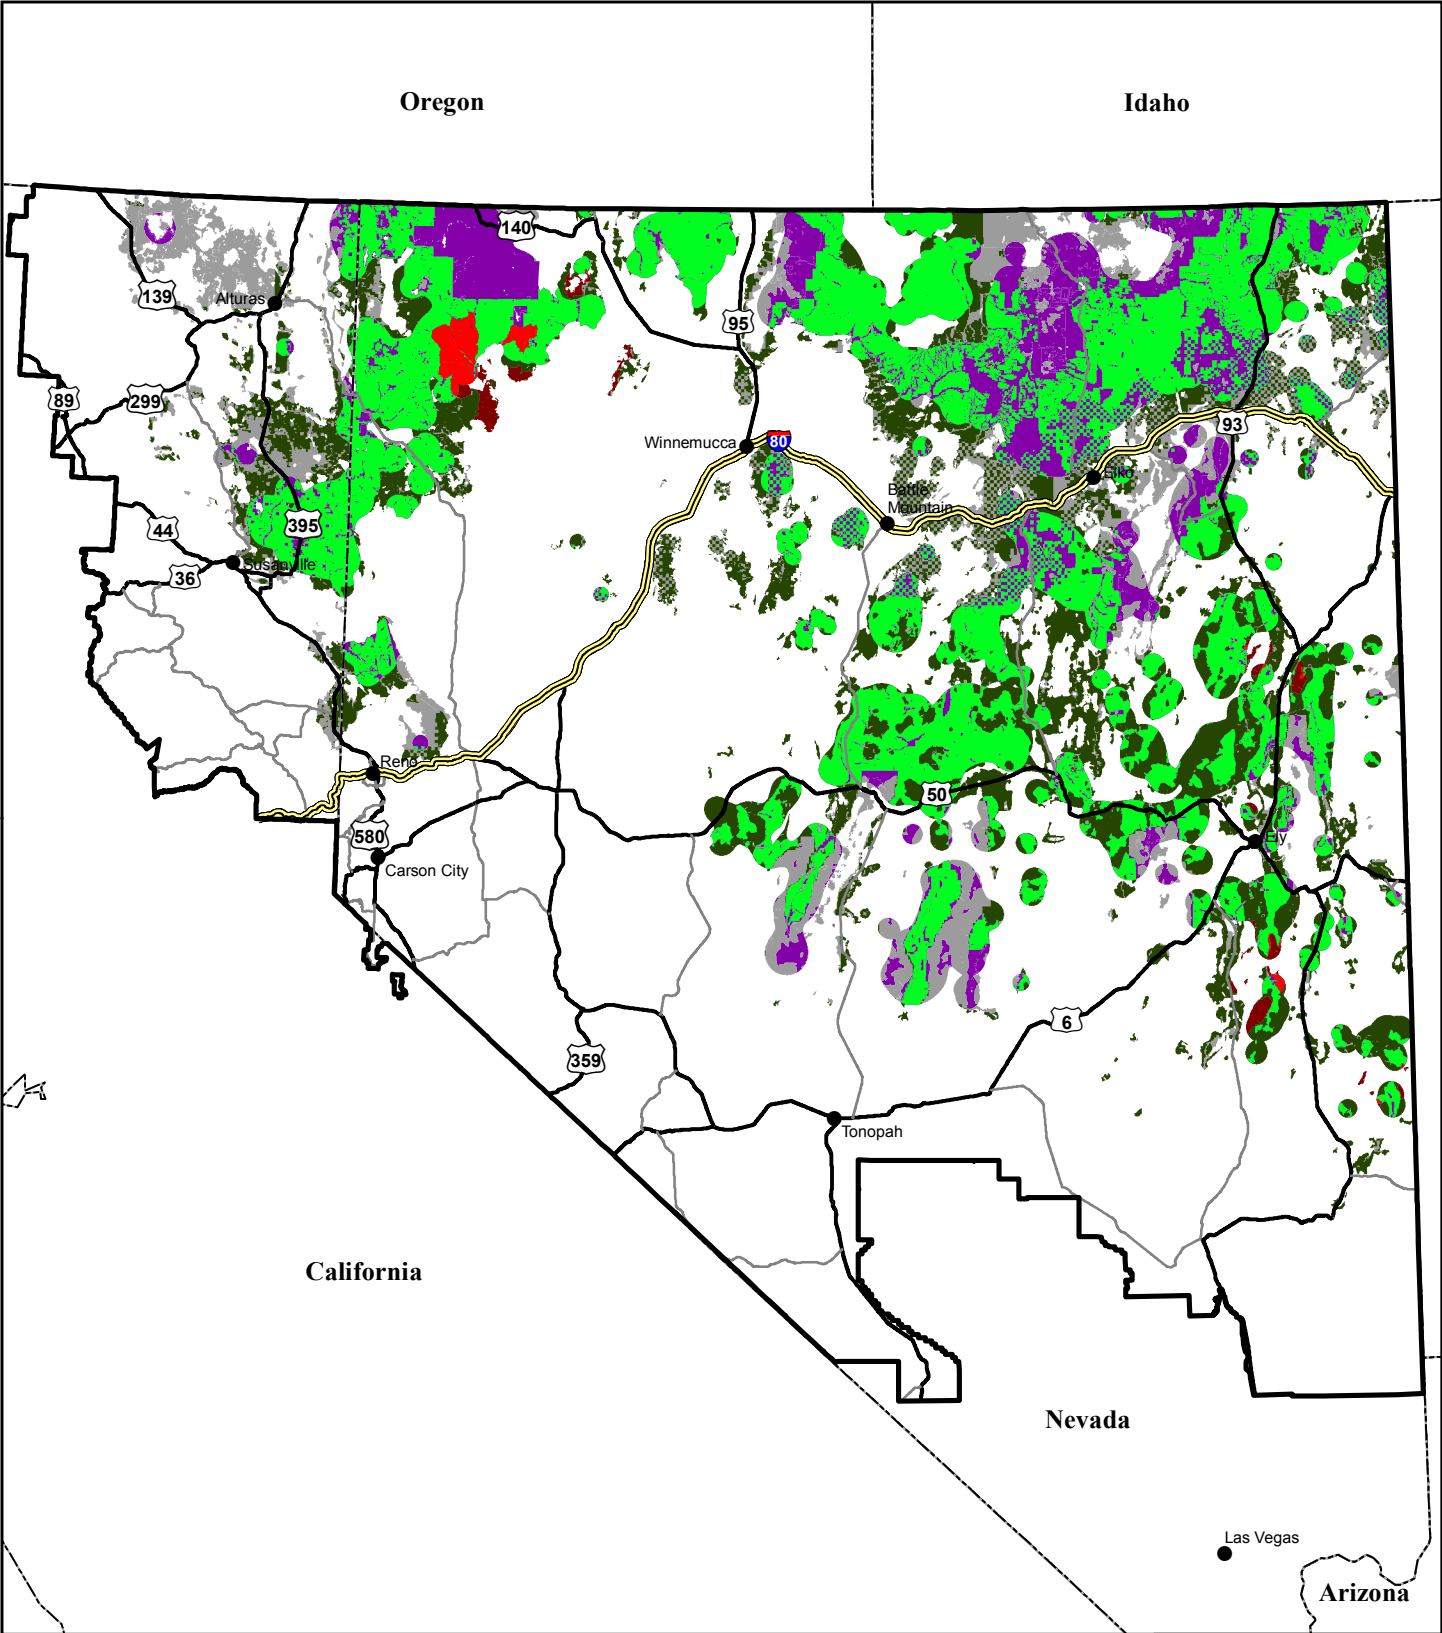 Oregon
Idaho
140
139
Alturas
95
89
299
93
Winnemucca
80
Elko
Battle
Mountain
395
44
Susanville
36
Reno
50
580
Ely
Carson City
6
359
Tonopah
California
Nevada
Las Vegas
Arizona